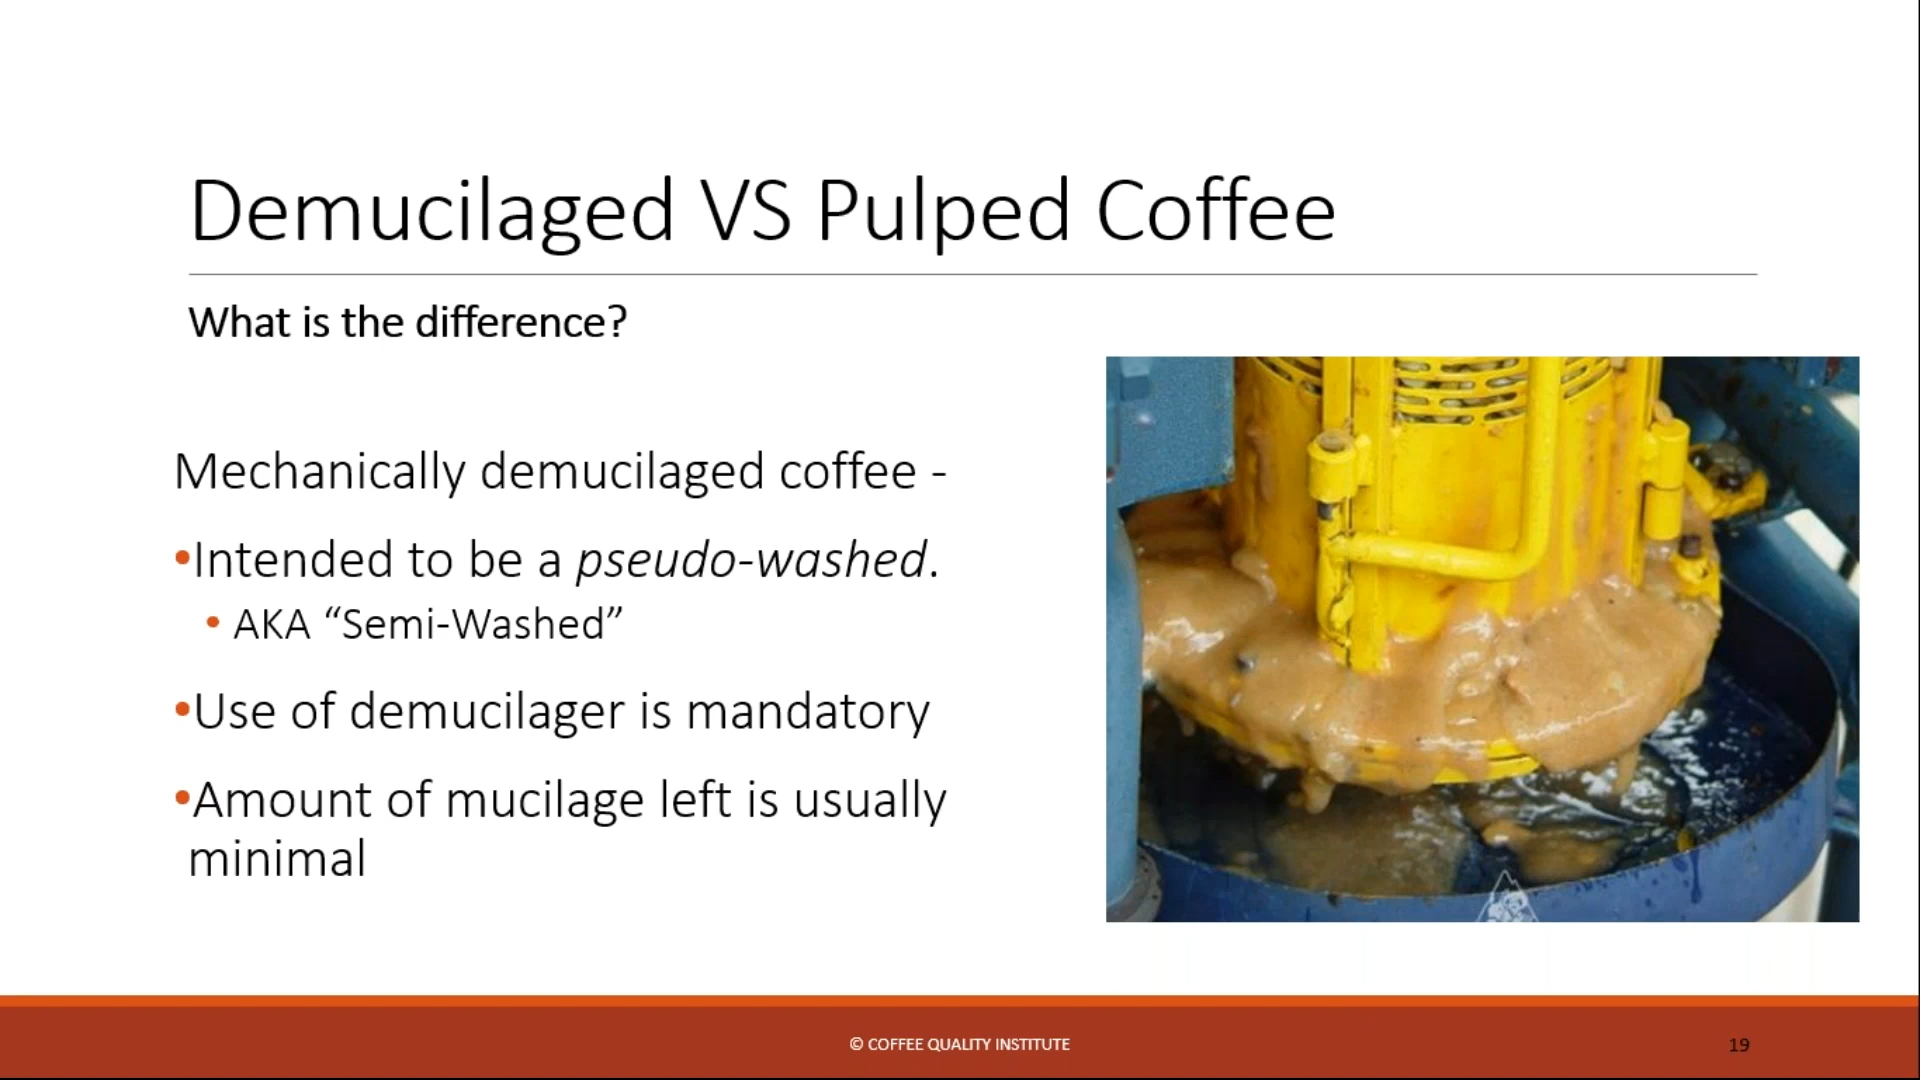 Demucilaged VS Pulped Coffee
What is the difference?
Mechanically demucilaged coffee -
•Intended to be a pseudo-washed.
• AKA “Semi-Washed”
•Use of demucilager is mandatory
•Amount of mucilage left is usually
minimal
© COFFEE QUALITY INSTITUTE
19